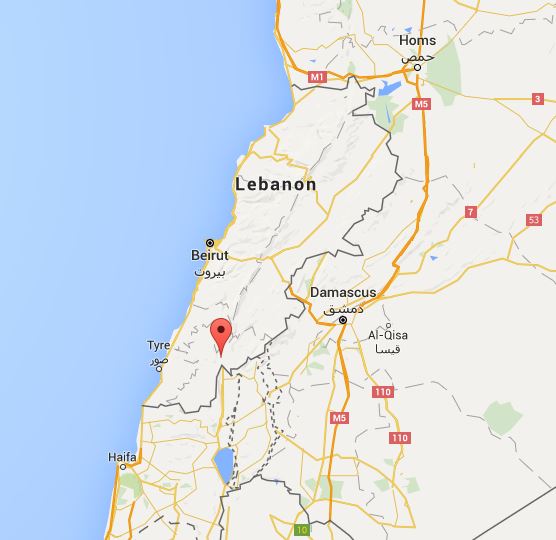 Homs
حمص
M1
3
M5
Lebanon
7
53
Beirut
بيروت
Damascus
دمشق
Al-Qisa
قيسا
Tyre
صور
110
M5
110
Haifa
10